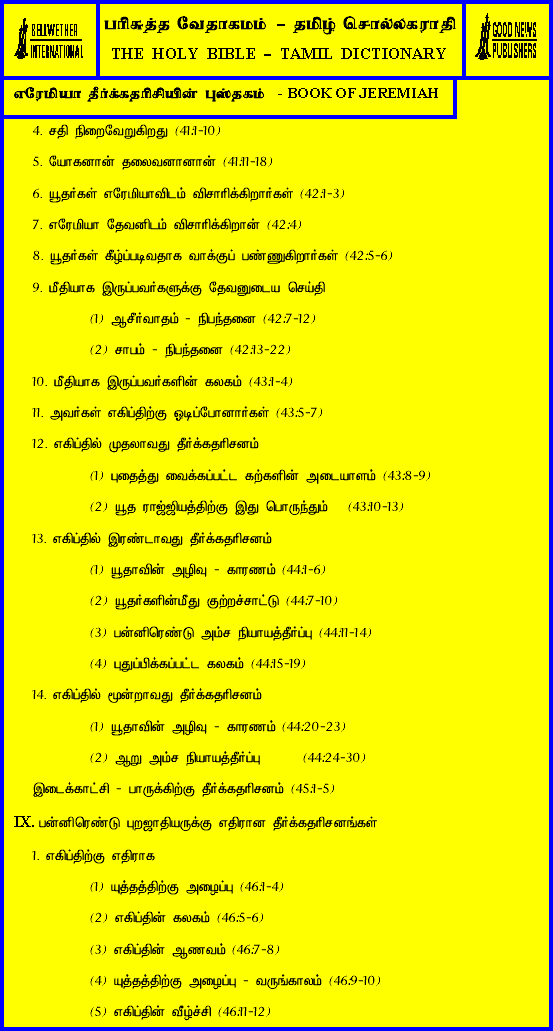 BELLWETHER
INTERNATIONAL
பரிசுத்த வேதாகமம் – தமிழ் சொல்லகராதி
THE HOLY BIBLE – TAMIL DICTIONARY
GOOD NEWS
PUBLISHERS
எரேமியா தீர்க்கதரிசியின் புஸ்தகம் - BOOK OF JEREMIAH
4. சதி நிறைவேறுகிறது (41:1-10)
5. யோகனான் தலைவனானான் (41:11-18)
6. யூதர்கள் எரேமியாவிடம் விசாரிக்கிறார்கள் (42:1-3)
7. எரேமியா தேவனிடம் விசாரிக்கிறான் (42:4)
8. யூதர்கள் கீழ்ப்படிவதாக வாக்குப் பண்ணுகிறார்கள் (42:5-6)
9. மீதியாக இருப்பவர்களுக்கு தேவனுடைய செய்தி
(1) ஆசீர்வாதம் - நிபந்தனை (42:7-12)
(2) சாபம் - நிபந்தனை (42:13-22)
10. மீதியாக இருப்பவர்களின் கலகம் (43:1-4)
11. அவர்கள் எகிப்திற்கு ஓடிப்போனார்கள் (43:5-7)
12. எகிப்தில் முதலாவது தீர்க்கதரிசனம்
(1) புதைத்து வைக்கப்பட்ட கற்களின் அடையாளம் (43:8-9)
(2) யூத ராஜ்ஜியத்திற்கு இது பொருந்தும் (43:10-13)
13. எகிப்தில் இரண்டாவது தீர்க்கதரிசனம்
(1) யூதாவின் அழிவு - காரணம் (44:1-6)
(2) யூதர்களின்மீது குற்றச்சாட்டு (44:7-10)
(3) பன்னிரெண்டு அம்ச நியாயத்தீர்ப்பு (44:11-14)
(4) புதுப்பிக்கப்பட்ட கலகம் (44:15-19)
14. எகிப்தில் மூன்றாவது தீர்க்கதரிசனம்
(1) யூதாவின் அழிவு - காரணம் (44:20-23)
(2) ஆறு அம்ச நியாயத்தீர்ப்பு (44:24-30)
இடைக்காட்சி - பாருக்கிற்கு தீர்க்கதரிசனம் (45:1-5)
IX. பன்னிரெண்டு புறஜாதியருக்கு எதிரான தீர்க்கதரிசனங்கள்
1. எகிப்திற்கு எதிராக
(1) யுத்தத்திற்கு அழைப்பு (46:1-4)
(2) எகிப்தின் கலகம் (46:5-6)
(3) எகிப்தின் ஆணவம் (46:7-8)
(4) யுத்தத்திற்கு அழைப்பு - வருங்காலம் (46:9-10)
(5) எகிப்தின் வீழ்ச்சி (46:11-12)